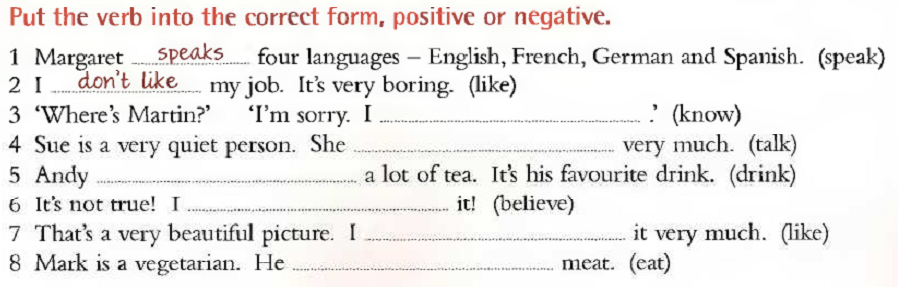 Put the verb into the correct form, positive or negative.
1 Margaret speaks four languages – English, French, German and Spanish. (speak)
2 I don't like my job. It's very boring. (like)
3 ‘Where's Martin?’ ‘I'm sorry. I ........ .’ (know)
4 Sue is a very quiet person. She ........ very much. (talk)
5 Andy ........ a lot of tea. It's his favourite drink. (drink)
6 It's not true! I ........ it! (believe)
7 That's a very beautiful picture. I ........ it very much. (like)
8 Mark is a vegetarian. He ........ meat. (eat)